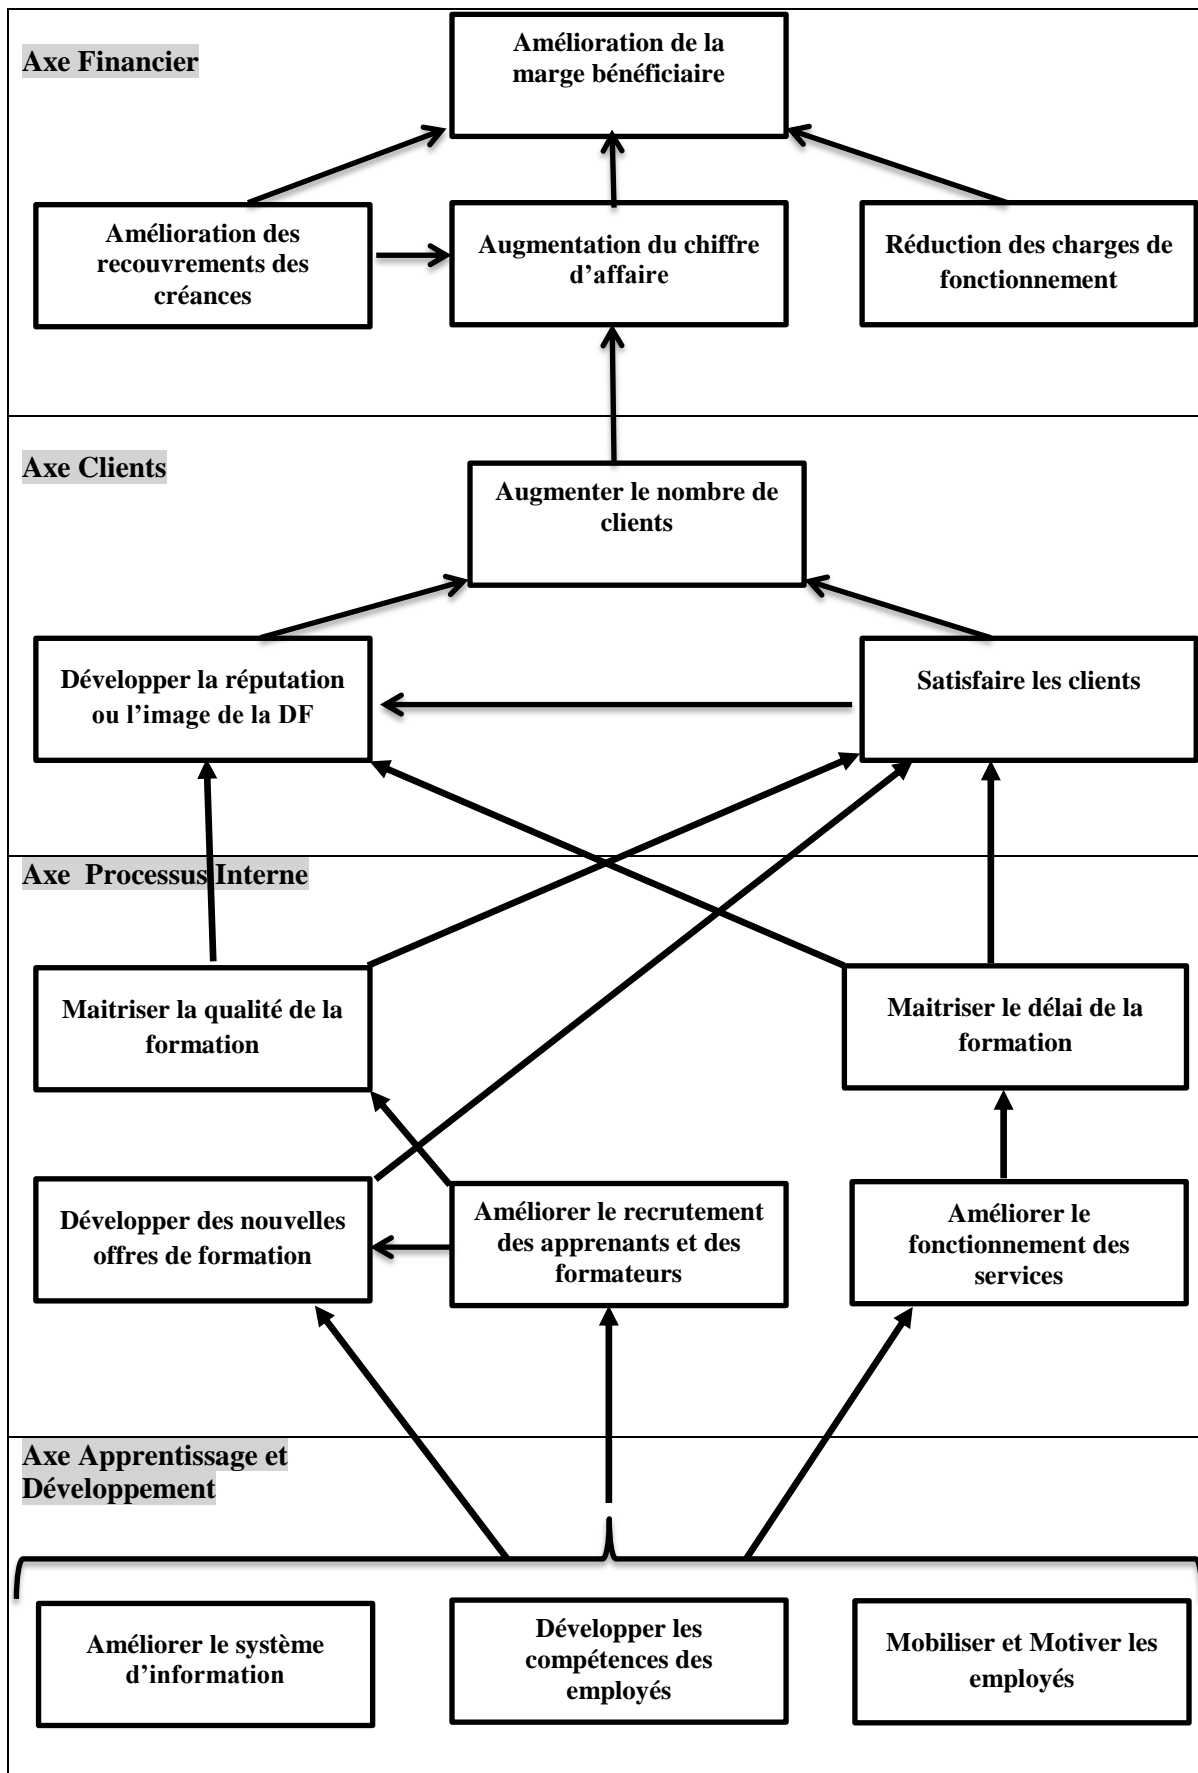 Axe Financier
Amélioration de la
marge bénéficiaire
Amélioration des
recouvrements des
créances
Augmentation du chiffre
d’affaire
Réduction des charges de
fonctionnement
Axe Clients
Augmenter le nombre de
clients
Développer la réputation
ou l’image de la DF
Satisfaire les clients
Axe Processus Interne
Maitriser la qualité de la
formation
Maitriser le délai de la
formation
Développer des nouvelles
offres de formation
Améliorer le recrutement
des apprenants et des
formateurs
Améliorer le
fonctionnement des
services
Axe Apprentissage et
Développement
Améliorer le système
d’information
Développer les
compétences des
employés
Mobiliser et Motiver les
employés